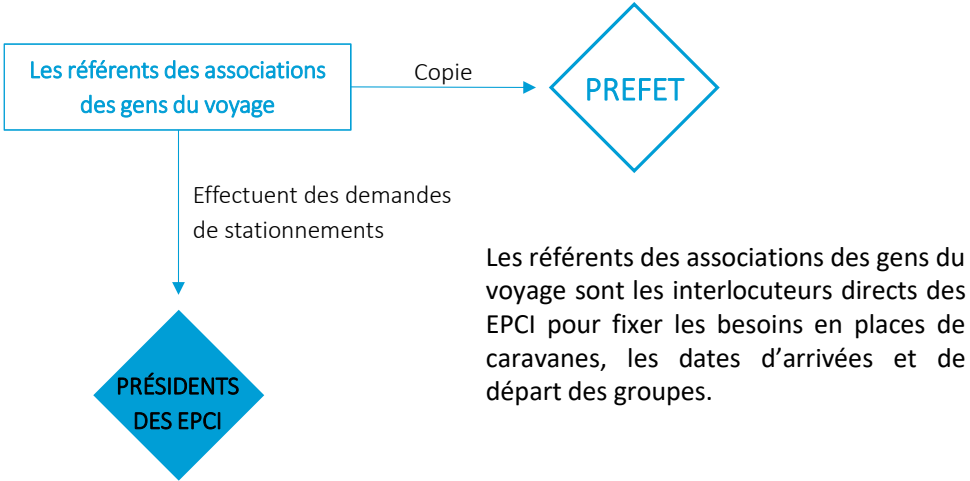 Les référents des associations
des gens du voyage
Copie
PREFET
Effectuent des demandes
de stationnements
Les référents des associations des gens du
voyage sont les interlocuteurs directs des
EPCI pour fixer les besoins en places de
caravanes, les dates d’arrivées et de
départ des groupes.
PRÉSIDENTS
DES EPCI